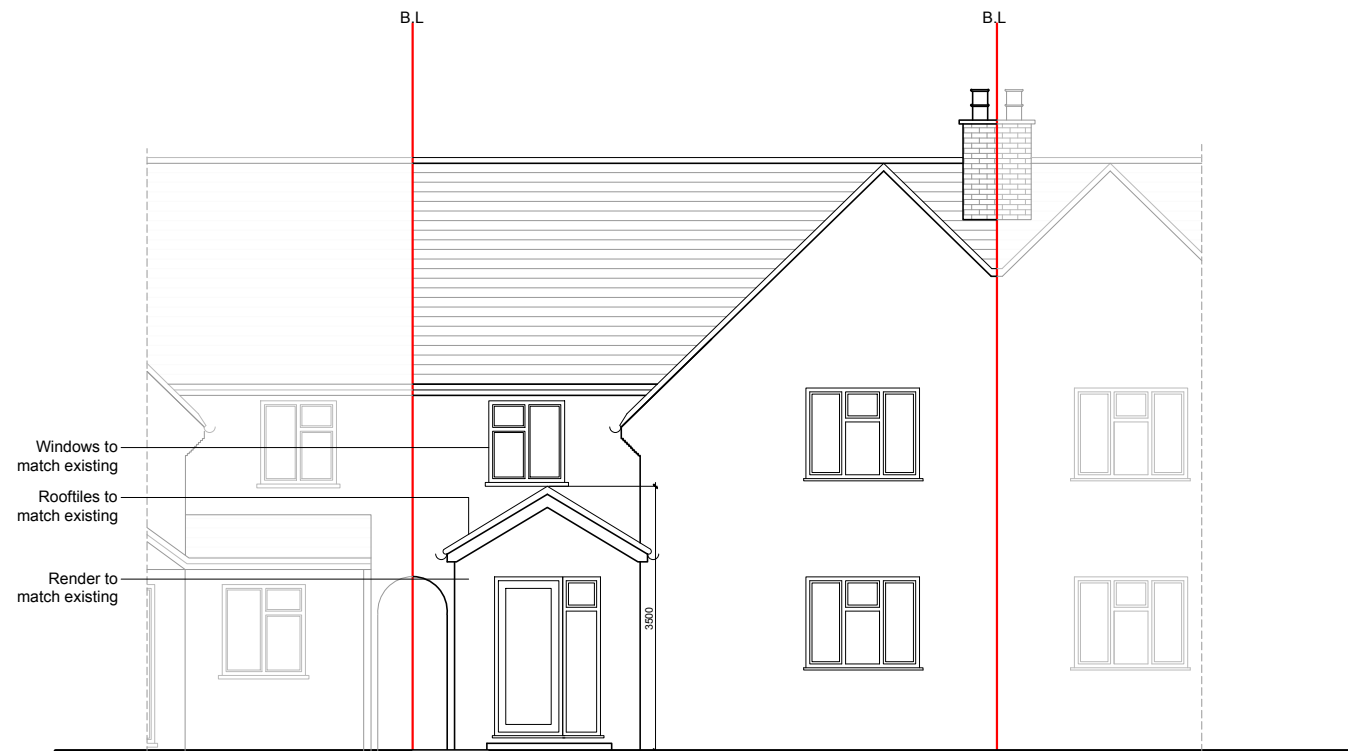 B.L
B.L
Windows to
match existing
Rooftiles to
match existing
Render to
match existing
3500